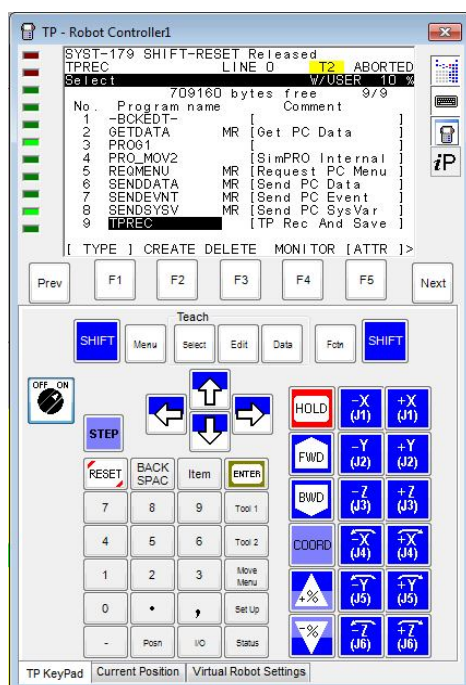 TP - Robot Controller1
SYST-179 SHIFT-RESET Released
TPREC LINE 0 T2 ABORTED
Select W/USER 10 %
709160 bytes free 9/9
No. Program name Comment
1 -BCKEDT- [ ]
2 GETDATA MR [Get PC Data ]
3 PROG1 [ ]
4 PRO_MOV2 [SimPRO Internal ]
5 REQMENU MR [Request PC Menu ]
6 SENDDATA MR [Send PC Data ]
7 SENDEVNT MR [Send PC Event ]
8 SENDSYSV MR [Send PC SysVar ]
9 TPREC [TP Rec And Save ]
[ TYPE ] CREATE DELETE MONITOR [ATTR ]>
iP
Prev F1 F2 F3 F4 F5 Next
Teach
SHIFT Menu Select Edit Data Fctn SHIFT
OFF ON
STEP
HOLD -X (J1) +X (J1)
RESET BACK SPAC Item ENTER
FWD -Y (J2) +Y (J2)
7 8 9 Tool 1
BWD -Z (J3) +Z (J3)
4 5 6 Tool 2
COORD -X (J4) +X (J4)
1 2 3 Move Menu
+% -Y (J5) +Y (J5)
0 • , Set Up
-% -Z (J6) +Z (J6)
- Posn I/O Status
TP KeyPad Current Position Virtual Robot Settings